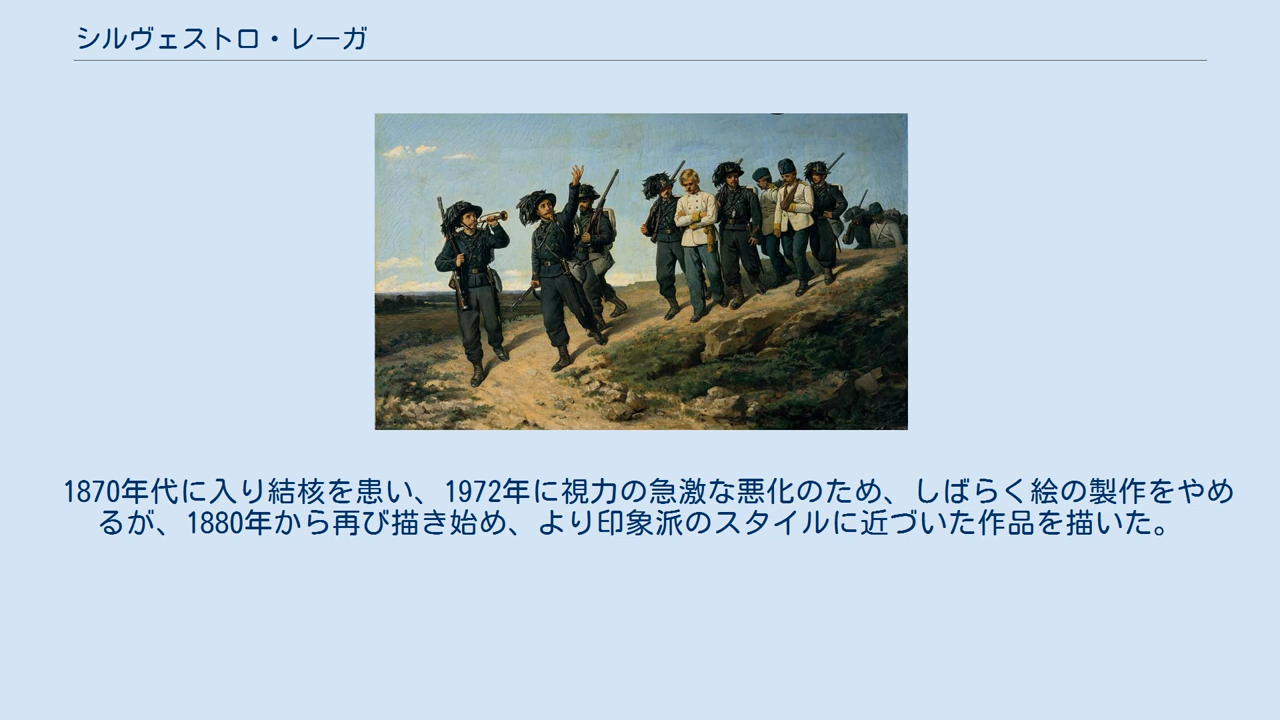 シルヴェストロ・レーガ
1870年代に入り結核を患い、1972年に視力の急激な悪化のため、しばらく絵の製作をやめ
るが、1880年から再び描き始め、より印象派のスタイルに近づいた作品を描いた。